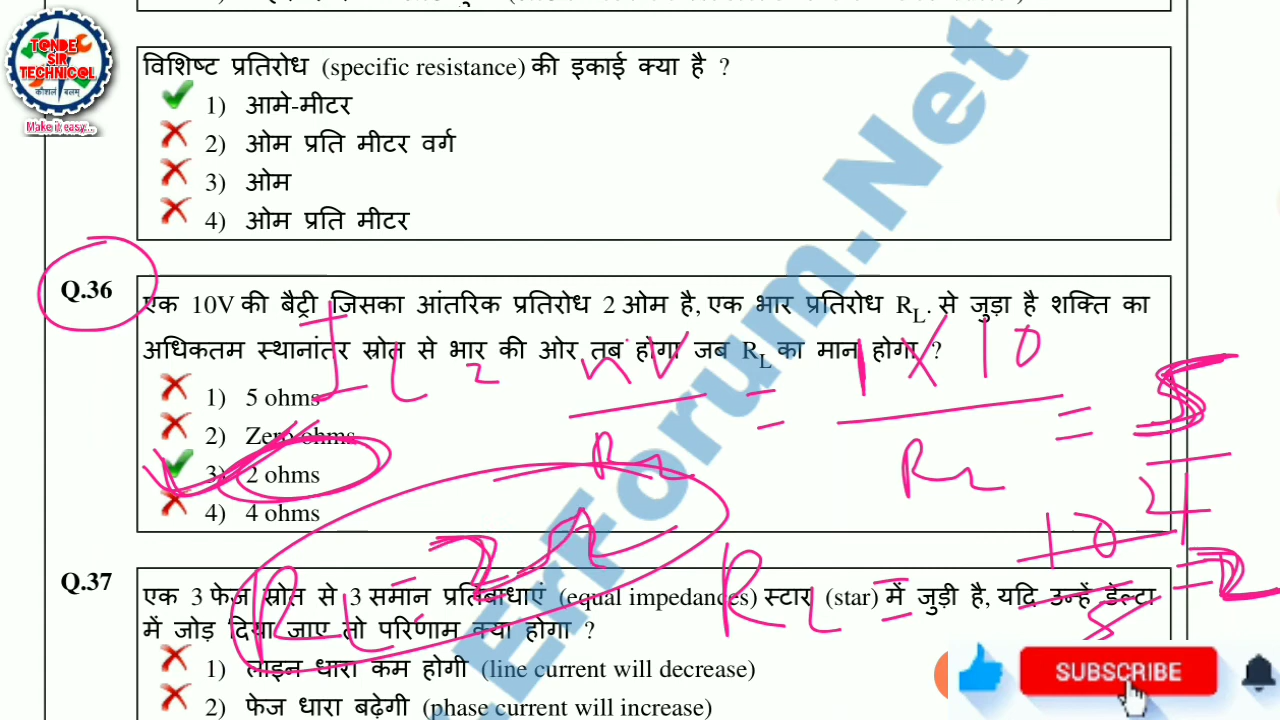 TONDE
SIR
TECHNICOL
कौशलं बलम्
Make it easy...
विशिष्ट प्रतिरोध (specific resistance) की इकाई क्या है ?
1) आमे-मीटर
2) ओम प्रति मीटर वर्ग
3) ओम
4) ओम प्रति मीटर
Q.36
एक 10V की बैट्री जिसका आंतरिक प्रतिरोध 2 ओम है, एक भार प्रतिरोध RL. से जुड़ा है शक्ति का
अधिकतम स्थानांतर स्रोत से भार की ओर तब होगा जब RL का मान होगा ?
1) 5 ohms
2) Zero ohms
3) 2 ohms
4) 4 ohms
Q.37
एक 3 फेज स्रोत से 3 समान प्रतिबाधाएं (equal impedances) स्टार (star) में जुड़ी है, यदि उन्हें डेल्टा
में जोड़ दिया जाए तो परिणाम क्या होगा ?
1) लाइन धारा कम होगी (line current will decrease)
2) फेज धारा बढ़ेगी (phase current will increase)
ErForum.Net
SUBSCRIBE